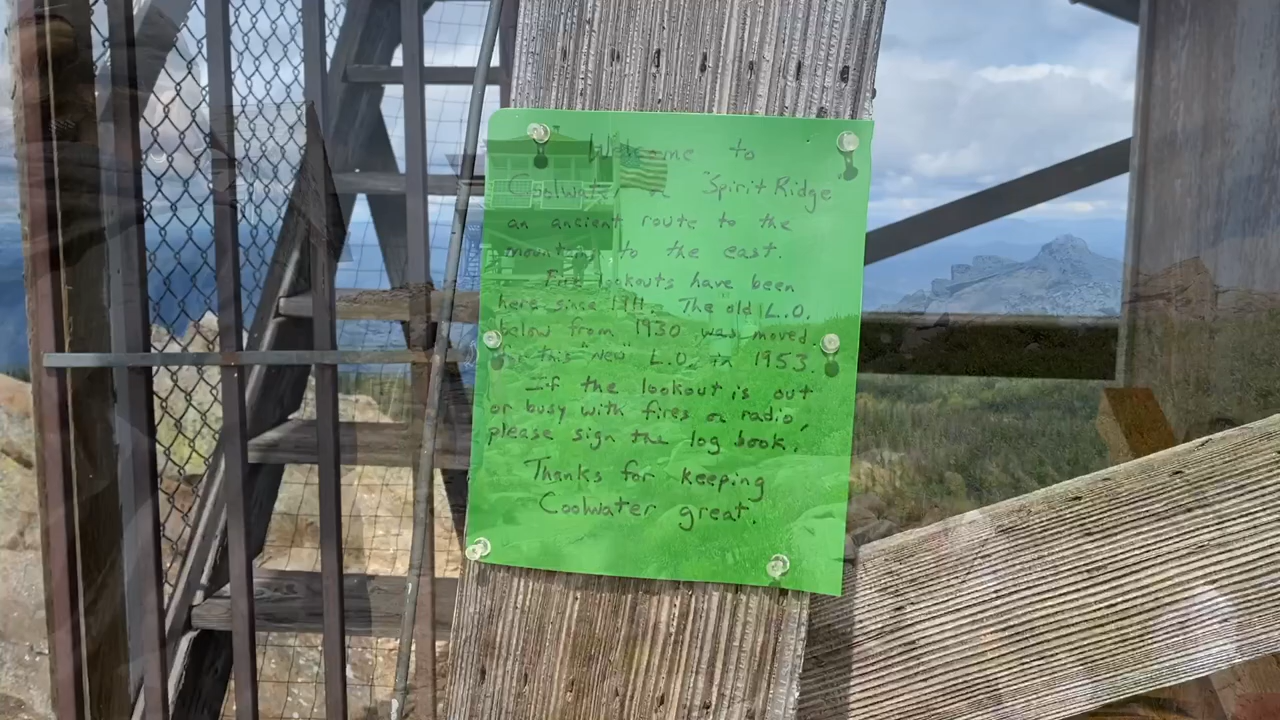 Welcome to
Coolwater "Spirit Ridge
an ancient route to the
mountains to the east.
Fire lookouts have been
here since 1911. The old L.O.
below from 1930 was moved
for this "New" L.O. in 1953.
If the lookout is out
or busy with fires or radio,
please sign the log book.
Thanks for keeping
Coolwater great.